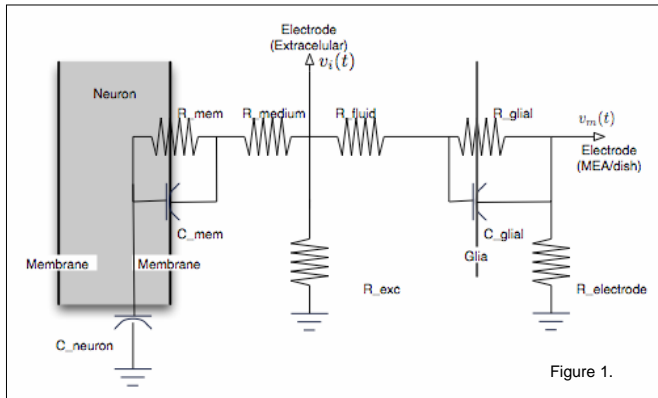 Electrode
(Extracelular)
v_i(t)
Neuron
R_mem
R_medium
R_fluid
R_glial
v_m(t)
Electrode
(MEA/dish)
C_mem
C_glial
Membrane
Membrane
Glia
R_exc
R_electrode
C_neuron
Figure 1.